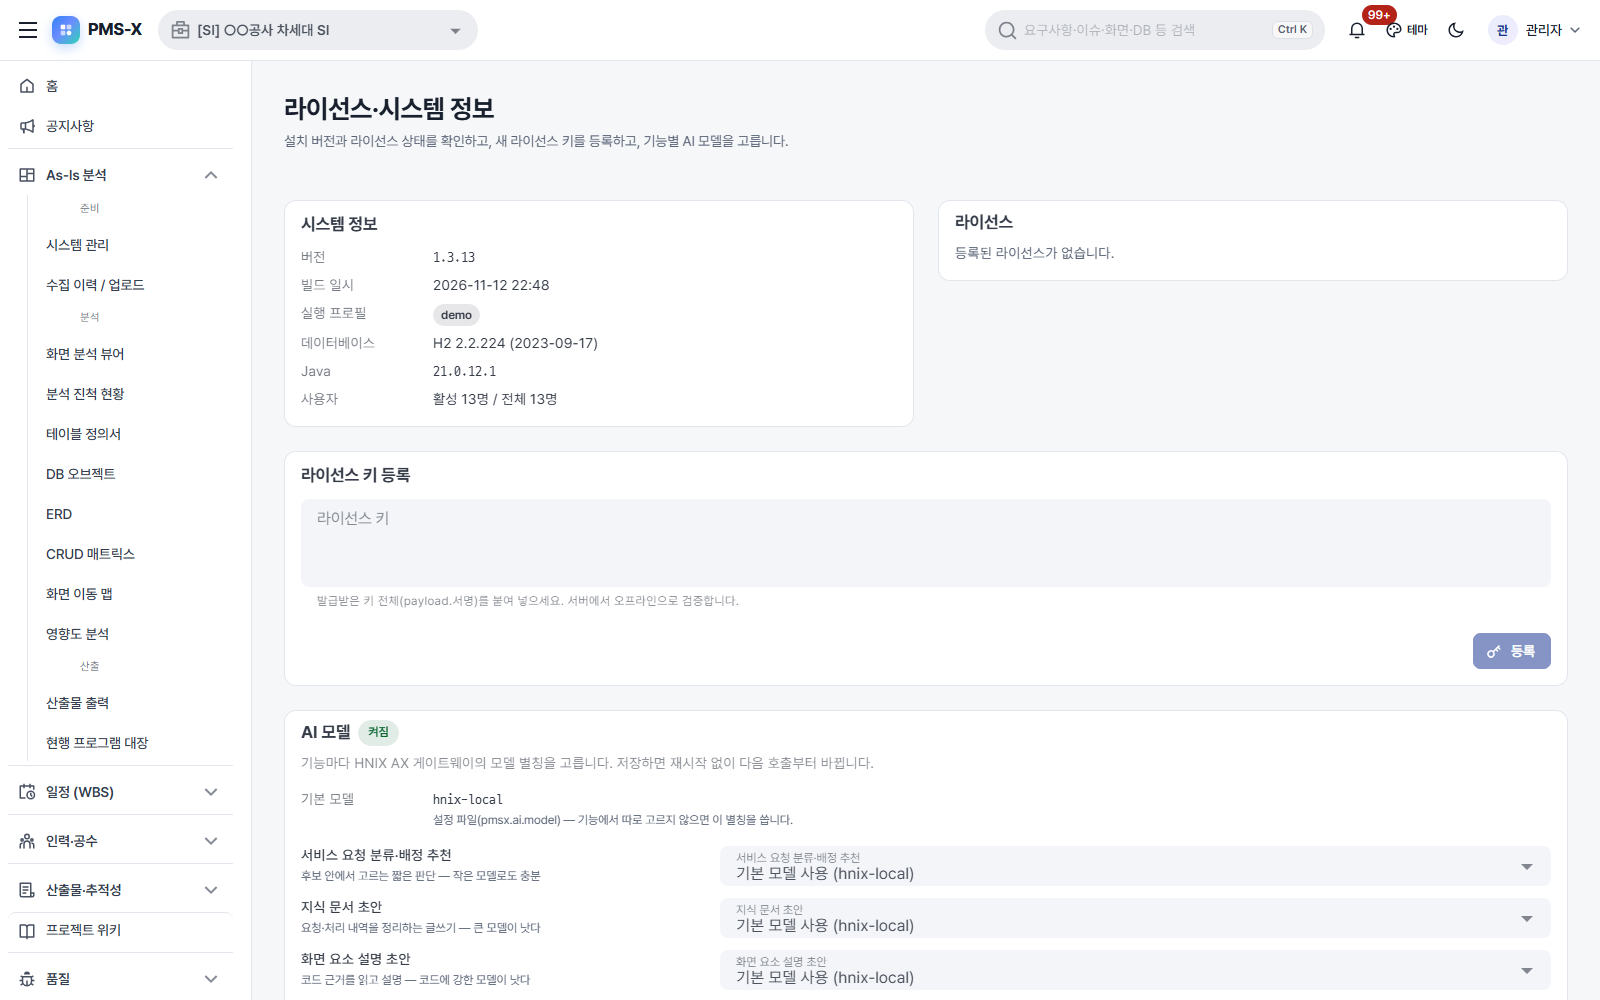 PMS-X
[SI] ○○공사 차세대 SI
요구사항·이슈·화면·DB 등 검색
Ctrl K
99+
테마
관
관리자
홈
공지사항
As-Is 분석
준비
시스템 관리
수집 이력 / 업로드
분석
화면 분석 뷰어
분석 진척 현황
테이블 정의서
DB 오브젝트
ERD
CRUD 매트릭스
화면 이동 맵
영향도 분석
산출
산출물 출력
현행 프로그램 대장
일정 (WBS)
인력·공수
산출물·추적성
프로젝트 위키
품질
라이선스·시스템 정보
설치 버전과 라이선스 상태를 확인하고, 새 라이선스 키를 등록하고, 기능별 AI 모델을 고릅니다.
시스템 정보
버전 1.3.13
빌드 일시 2026-11-12 22:48
실행 프로필 demo
데이터베이스 H2 2.2.224 (2023-09-17)
Java 21.0.12.1
사용자 활성 13명 / 전체 13명
라이선스
등록된 라이선스가 없습니다.
라이선스 키 등록
라이선스 키
발급받은 키 전체(payload.서명)를 붙여 넣으세요. 서버에서 오프라인으로 검증합니다.
등록
AI 모델 켜짐
기능마다 HNIX AX 게이트웨이의 모델 별칭을 고릅니다. 저장하면 재시작 없이 다음 호출부터 바뀝니다.
기본 모델 hnix-local
설정 파일(pmsx.ai.model) — 기능에서 따로 고르지 않으면 이 별칭을 씁니다.
서비스 요청 분류·배정 추천
후보 안에서 고르는 짧은 판단 — 작은 모델로도 충분
서비스 요청 분류·배정 추천
기본 모델 사용 (hnix-local)
지식 문서 초안
요청·처리 내역을 정리하는 글쓰기 — 큰 모델이 낫다
지식 문서 초안
기본 모델 사용 (hnix-local)
화면 요소 설명 초안
코드 근거를 읽고 설명 — 코드에 강한 모델이 낫다
화면 요소 설명 초안
기본 모델 사용 (hnix-local)